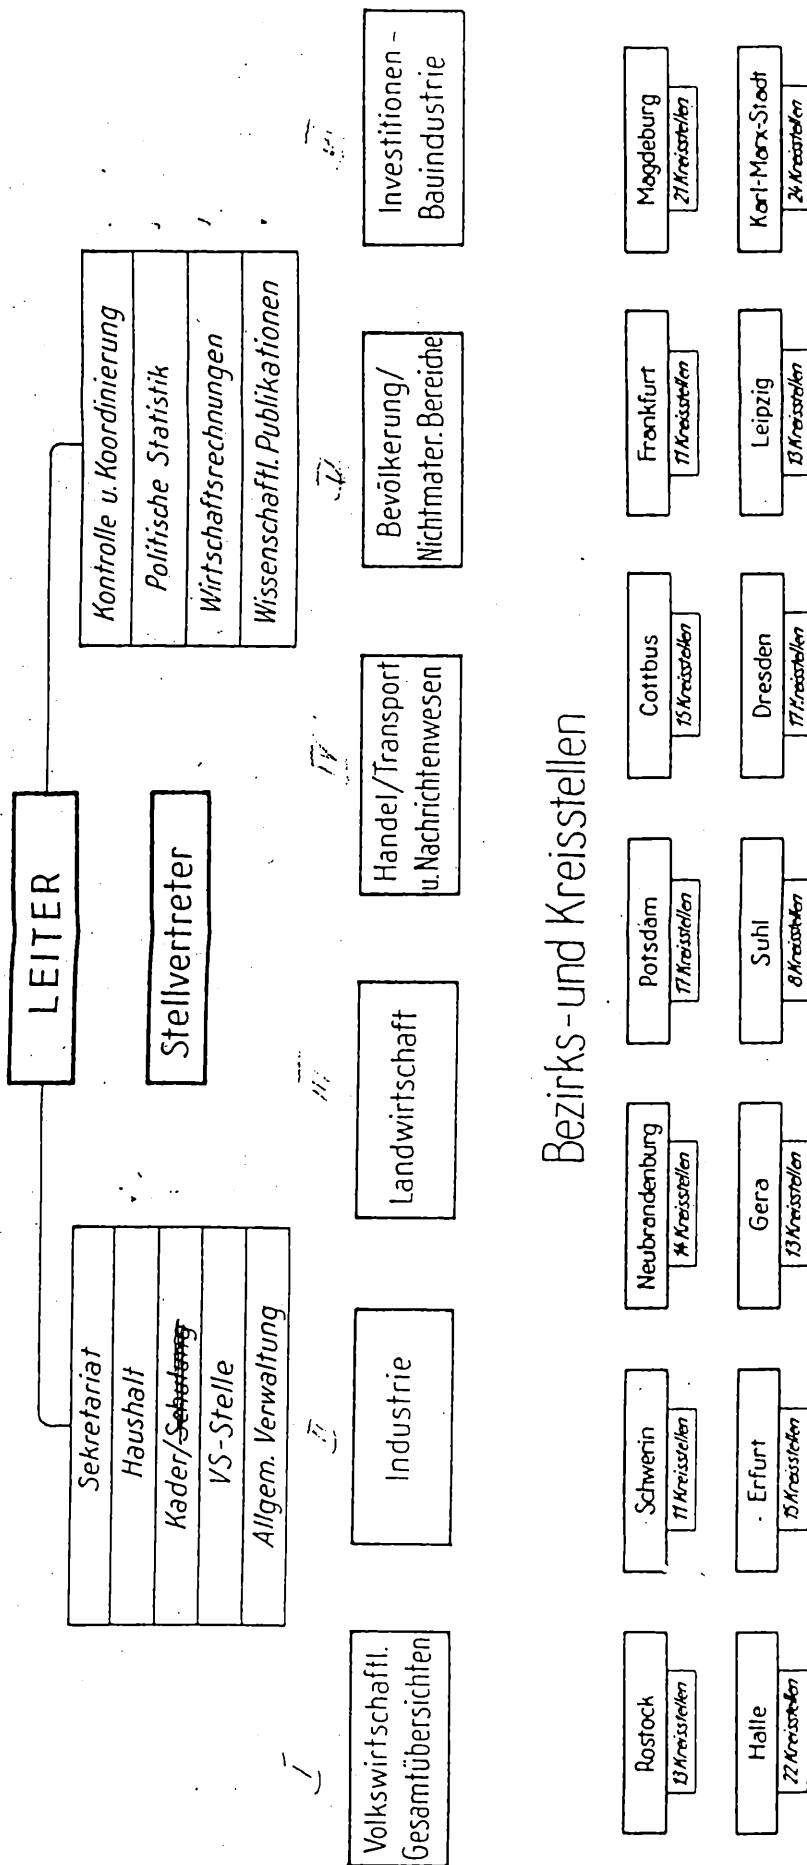 LEITER
Stellvertreter
Sekretariat
Haushalt
Kader/Schulung
VS-Stelle
Allgem. Verwaltung
Kontrolle u. Koordinierung
Politische Statistik
Wirtschaftsrechnungen
Wissenschaftl. Publikationen
I
Volkswirtschaftl.
Gesamtübersichten
II
Industrie
III
Landwirtschaft
IV
Handel/Transport
u. Nachrichtenwesen
Bevölkerung/
Nichtmater. Bereiche
Investitionen-
Bauindustrie
Bezirks- und Kreisstellen
Rostock
13 Kreisstellen
Schwerin
11 Kreisstellen
Neubrandenburg
14 Kreisstellen
Potsdam
17 Kreisstellen
Cottbus
15 Kreisstellen
Frankfurt
11 Kreisstellen
Magdeburg
21 Kreisstellen
Halle
22 Kreisstellen
Erfurt
15 Kreisstellen
Gera
13 Kreisstellen
Suhl
8 Kreisstellen
Dresden
17 Kreisstellen
Leipzig
13 Kreisstellen
Karl-Marx-Stadt
24 Kreisstellen